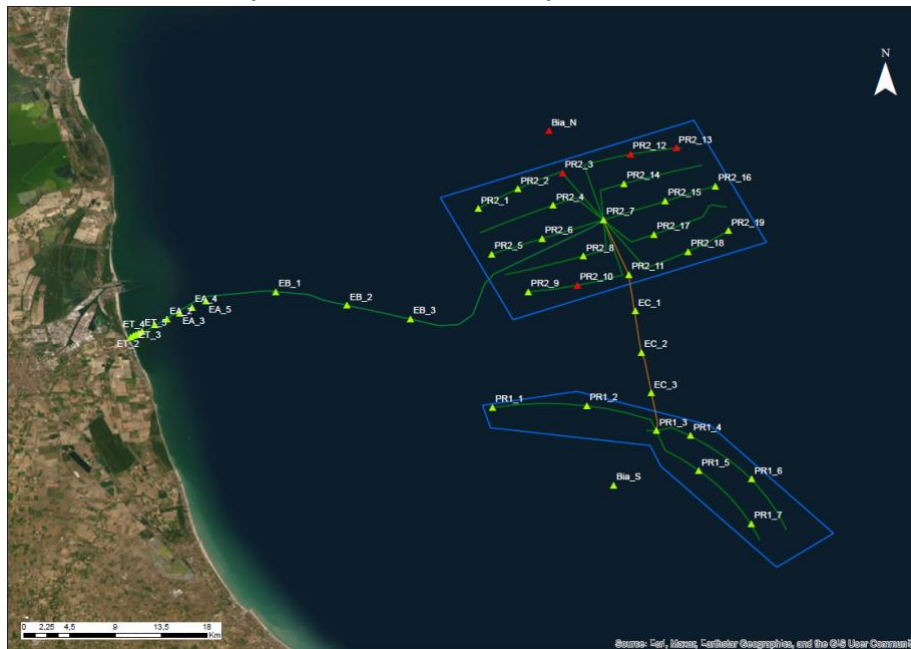 N
Bia_N
PR2_13
PR2_12
PR2_3
PR2_14
PR2_16
PR2_2
PR2_15
PR2_1
PR2_4
PR2_7
PR2_19
PR2_17
PR2_6
PR2_5
PR2_18
PR2_8
PR2_11
PR2_10
PR2_9
EB_1
EA_4
EB_2
EA_5
EC_1
EA_2
EB_3
EA_3
ET_4
ET_3
ET_2
EC_2
EC_3
PR1_1
PR1_2
PR1_3
PR1_4
PR1_5
PR1_6
Bia_S
PR1_7
0 2,25 4,5 9 13,5 18
Km
Source: Esri, Maxar, Earthstar Geographics, and the GIS User Communit